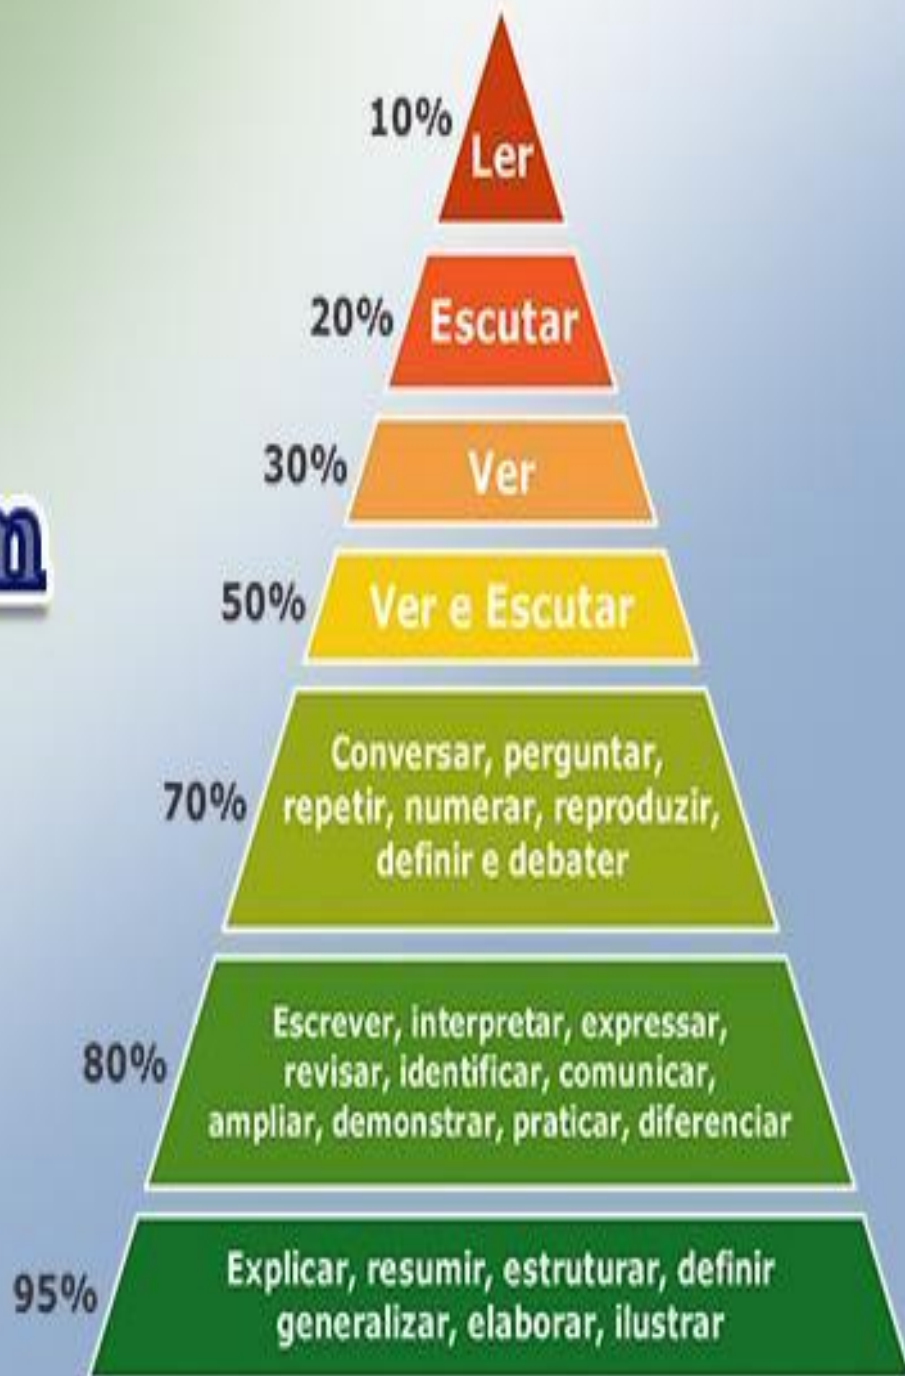 10%
Ler
20%
Escutar
30%
Ver
50%
Ver e Escutar
70%
Conversar, perguntar,
repetir, numerar, reproduzir,
definir e debater
80%
Escrever, interpretar, expressar,
revisar, identificar, comunicar,
ampliar, demonstrar, praticar, diferenciar
95%
Explicar, resumir, estruturar, definir
generalizar, elaborar, ilustrar